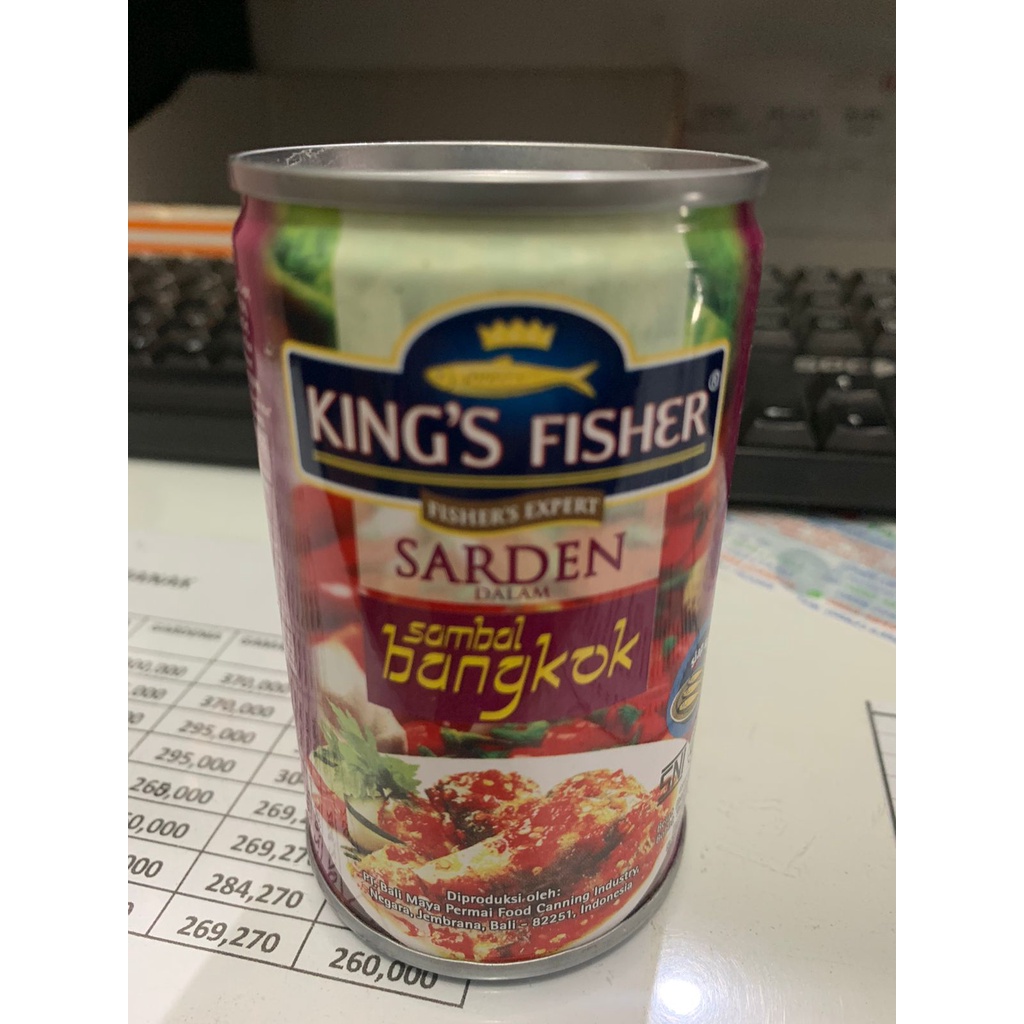 KING'S FISHER®
FISHER'S EXPERT
SARDEN
DALAM
sambal
bangkok
Diproduksi oleh:
PT. Bali Maya Permai Food Canning Industry,
Negara, Jembrana, Bali - 82251, Indonesia
370,000
370,000
295,000
295,000
268,000
269,27
284,270
269,270
260,000